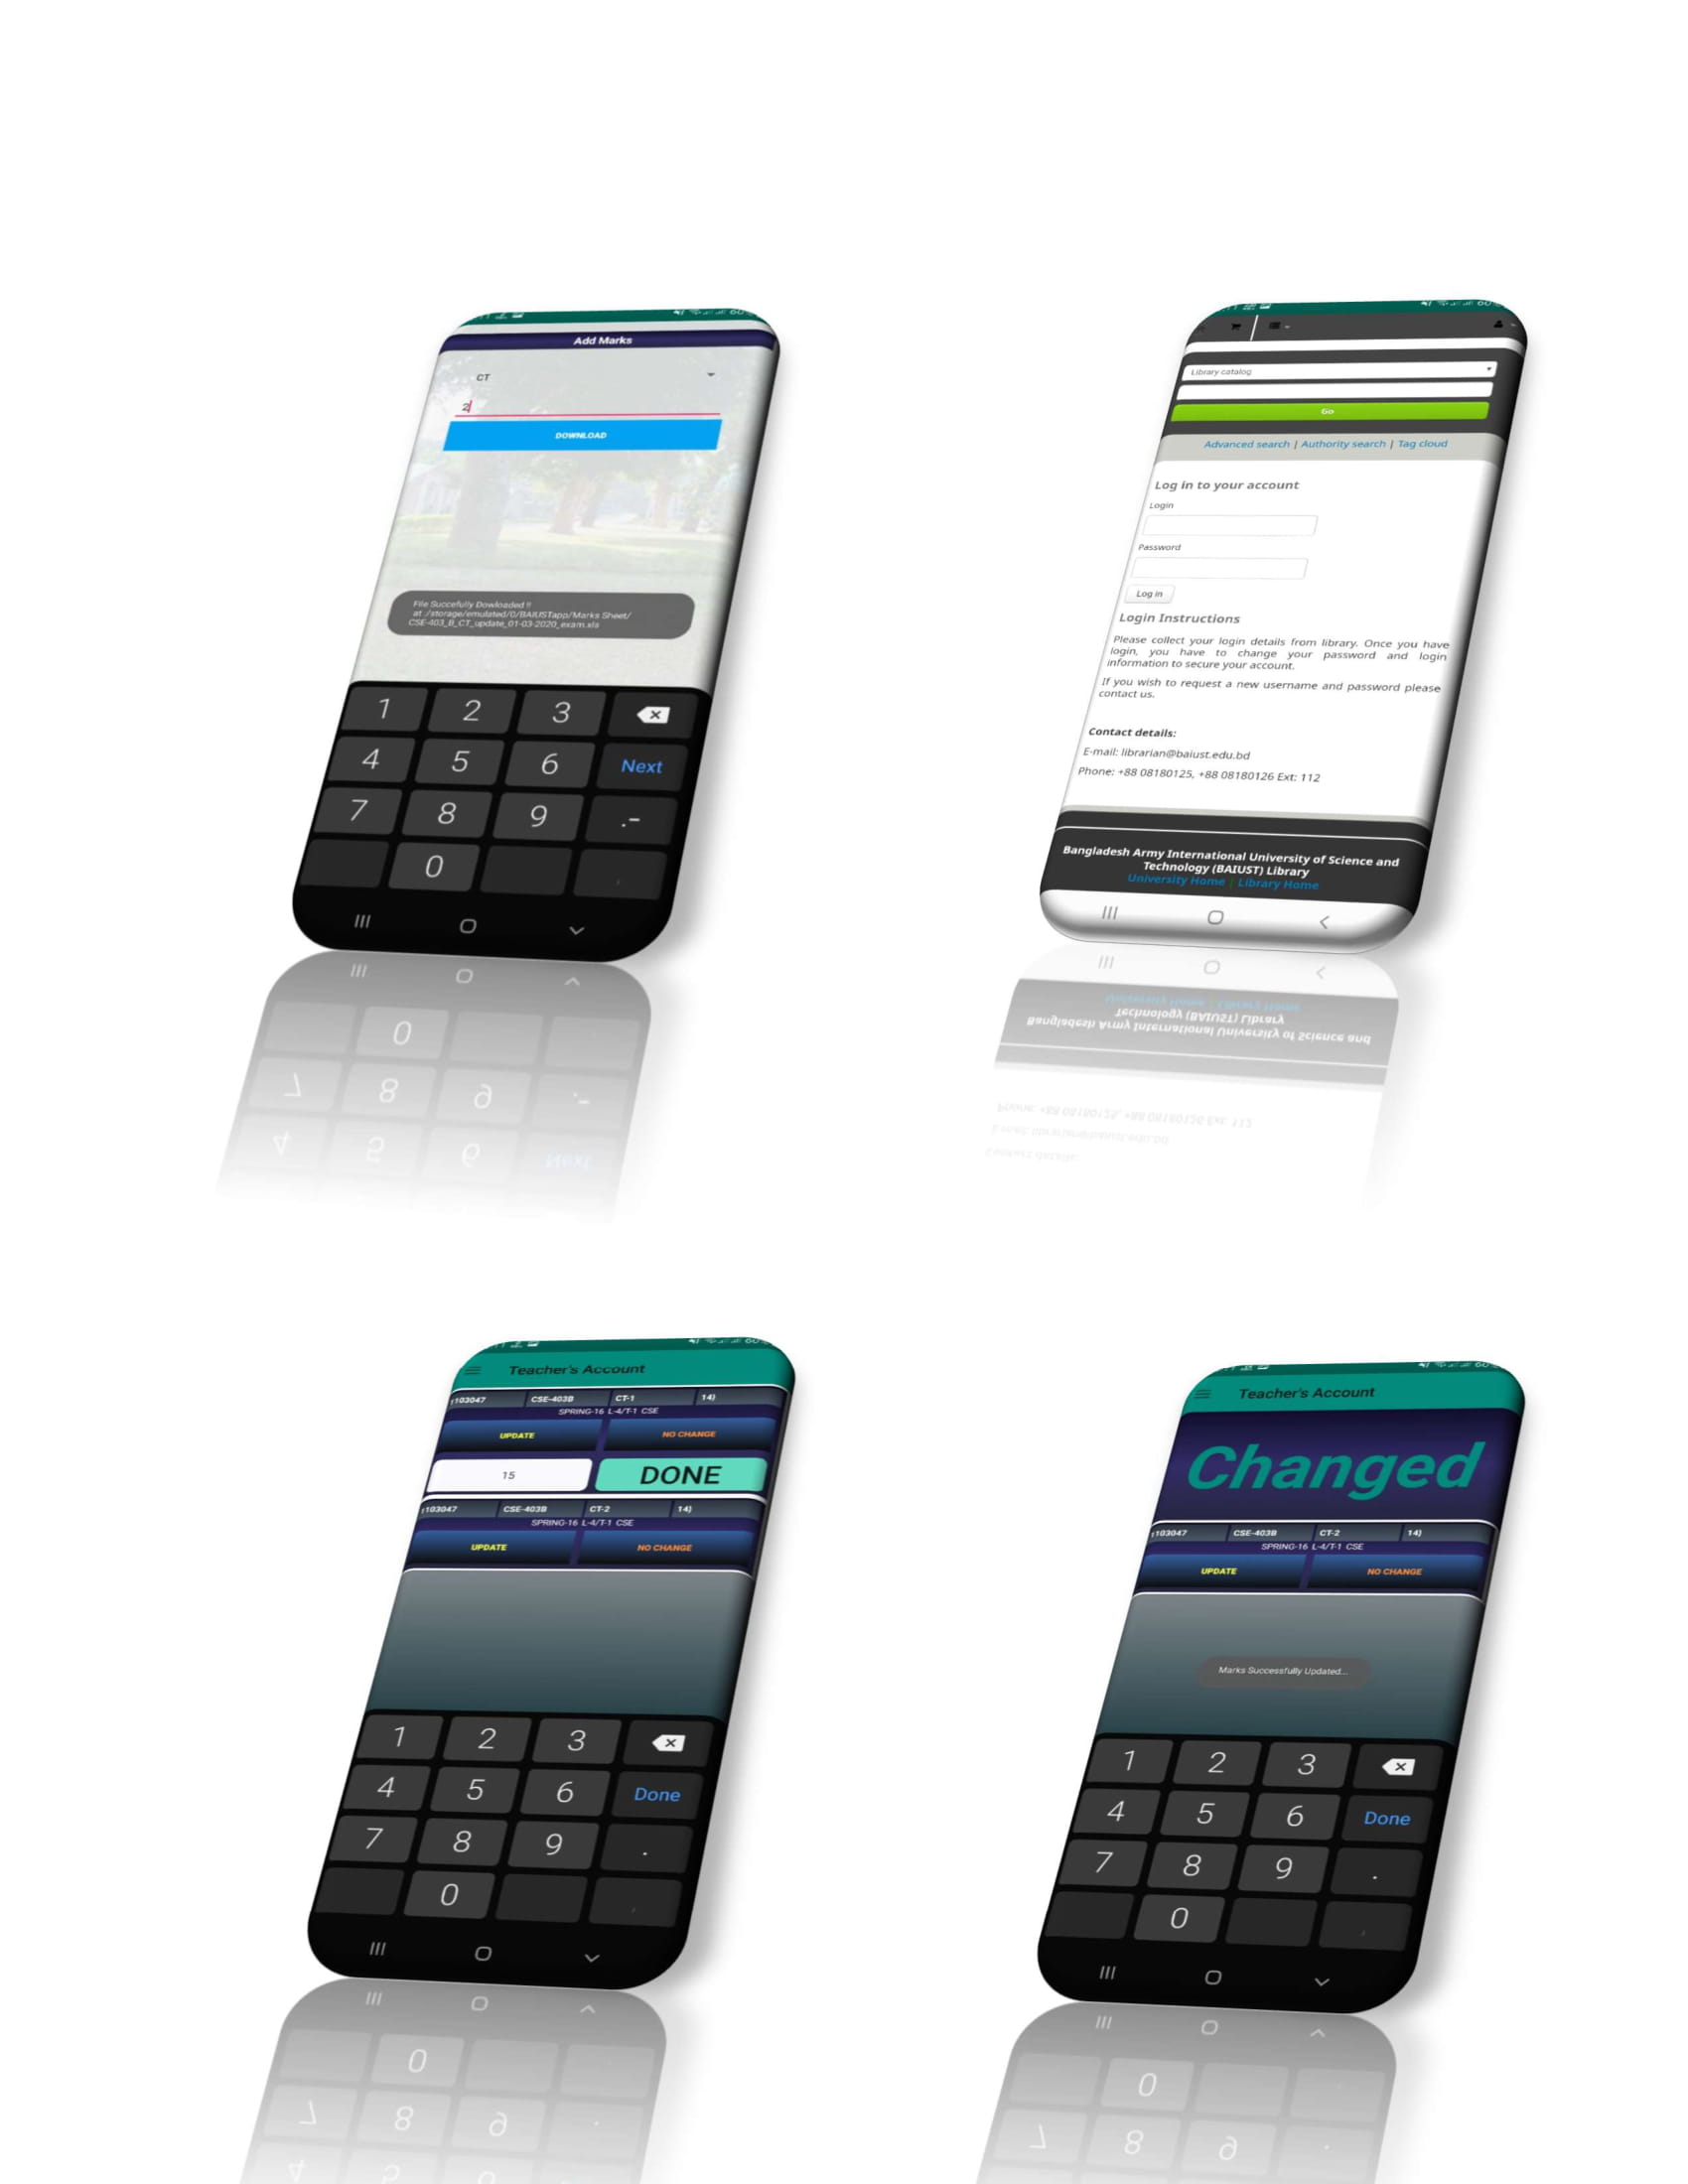 Add Marks
CT
2
DOWNLOAD
File Succefully Dowloaded !!
at :/storage/emulated/0/BAIUSTapp/Marks Sheet/
CSE-403_B_CT_update_01-03-2020_exam.xls
1 2 3
4 5 6 Next
7 8 9 .-
0 ,
Library catalog
Go
Advanced search | Authority search | Tag cloud
Log in to your account
Login
Password
Log in
Login Instructions
Please collect your login details from library. Once you have
login, you have to change your password and login
information to secure your account.
If you wish to request a new username and password please
contact us.
Contact details:
E-mail: librarian@baiust.edu.bd
Phone: +88 08180125, +88 08180126 Ext: 112
Bangladesh Army International University of Science and
Technology (BAIUST) Library
University Home | Library Home
Teacher's Account
1103047 CSE-403B CT-1 14)
SPRING-16 L-4/T-1 CSE
UPDATE NO CHANGE
15 DONE
1103047 CSE-403B CT-2 14)
SPRING-16 L-4/T-1 CSE
UPDATE NO CHANGE
1 2 3
4 5 6 Done
7 8 9 .
0 ,
Teacher's Account
Changed
1103047 CSE-403B CT-2 14)
SPRING-16 L-4/T-1 CSE
UPDATE NO CHANGE
Marks Successfully Updated...
1 2 3
4 5 6 Done
7 8 9 .
0 ,